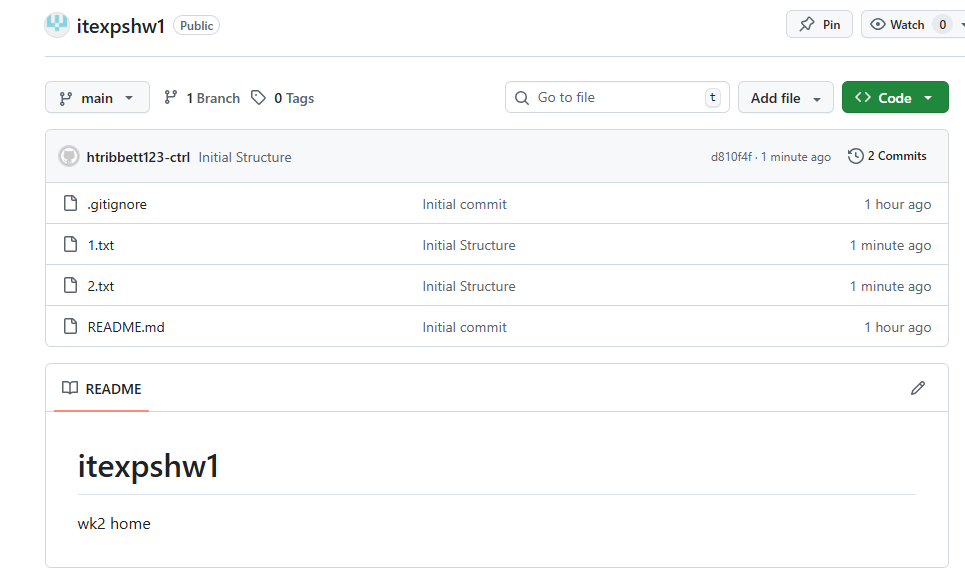 itexpshw1 Public Pin Watch 0
main 1 Branch 0 Tags Go to file t Add file Code
htribbett123-ctrl Initial Structure d810f4f · 1 minute ago 2 Commits
.gitignore Initial commit 1 hour ago
1.txt Initial Structure 1 minute ago
2.txt Initial Structure 1 minute ago
README.md Initial commit 1 hour ago
README
itexpshw1
wk2 home